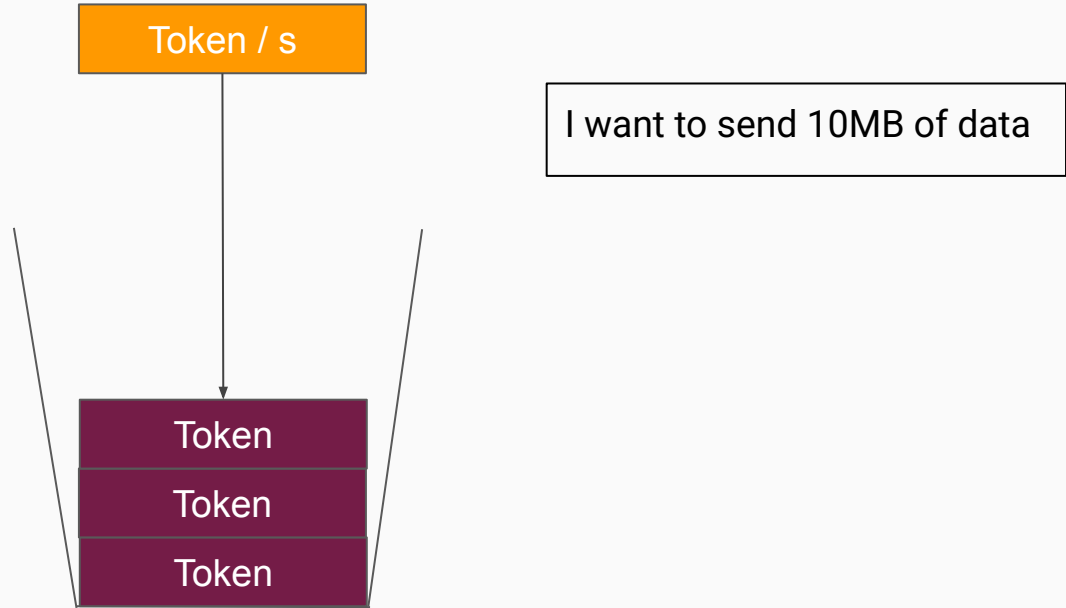 Token / s
I want to send 10MB of data
Token
Token
Token